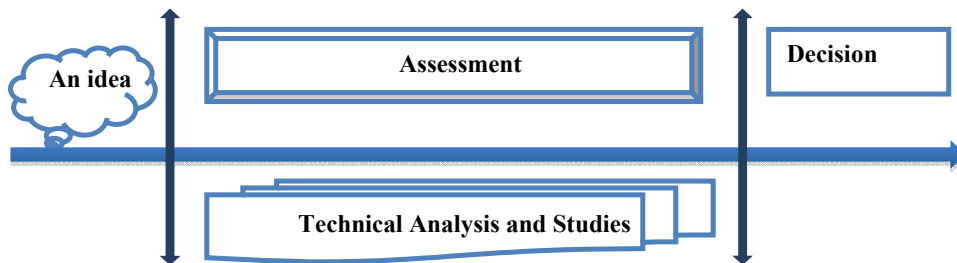 An idea
Assessment
Decision
Technical Analysis and Studies